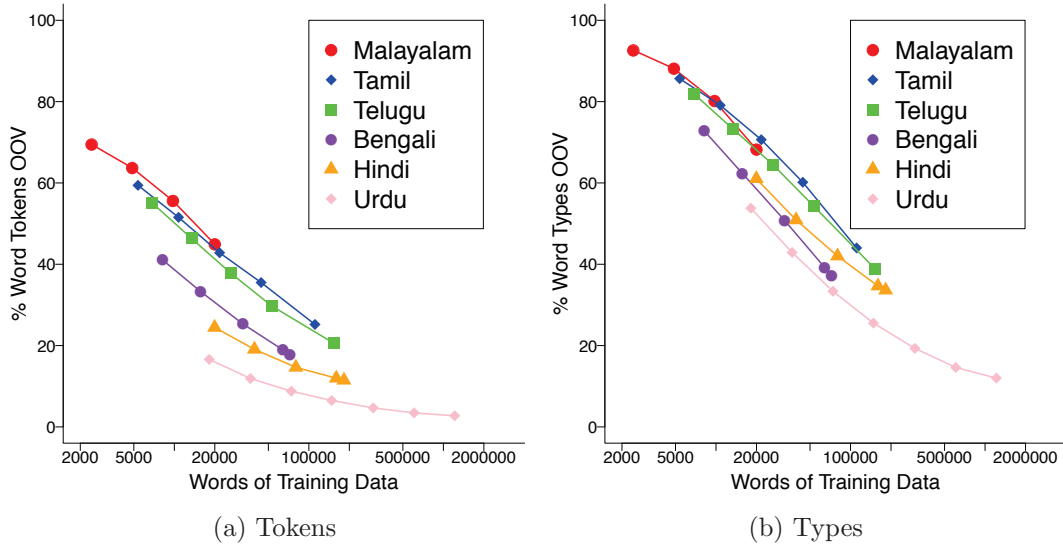 100
80
60
40
20
0
% Word Tokens OOV
Malayalam
Tamil
Telugu
Bengali
Hindi
Urdu
2000 5000 20000 100000 500000 2000000
Words of Training Data
(a) Tokens
100
80
60
40
20
0
% Word Types OOV
Malayalam
Tamil
Telugu
Bengali
Hindi
Urdu
2000 5000 20000 100000 500000 2000000
Words of Training Data
(b) Types